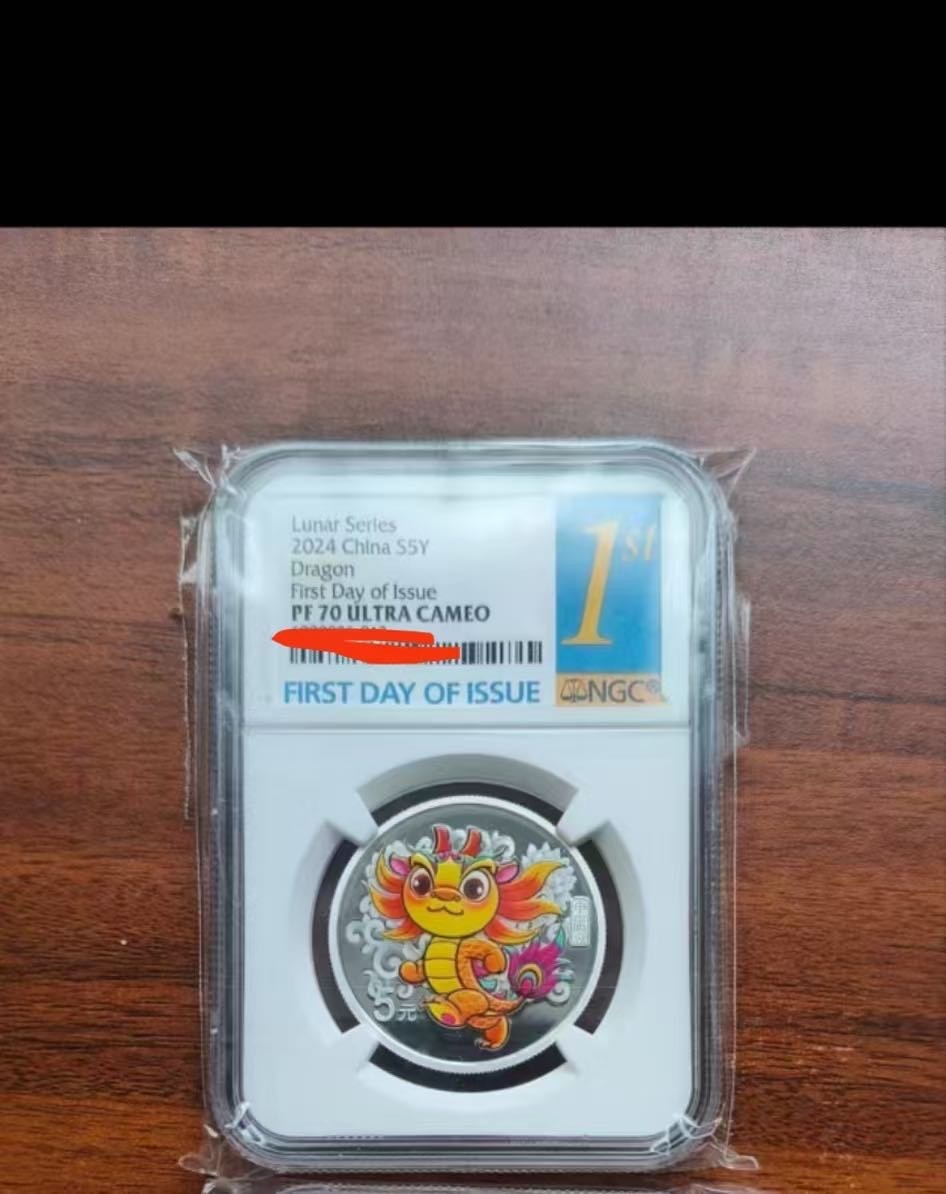 Lunar Series
2024 China S5Y
Dragon
First Day of Issue
PF 70 ULTRA CAMEO
FIRST DAY OF ISSUE
1st
NGC®
5元